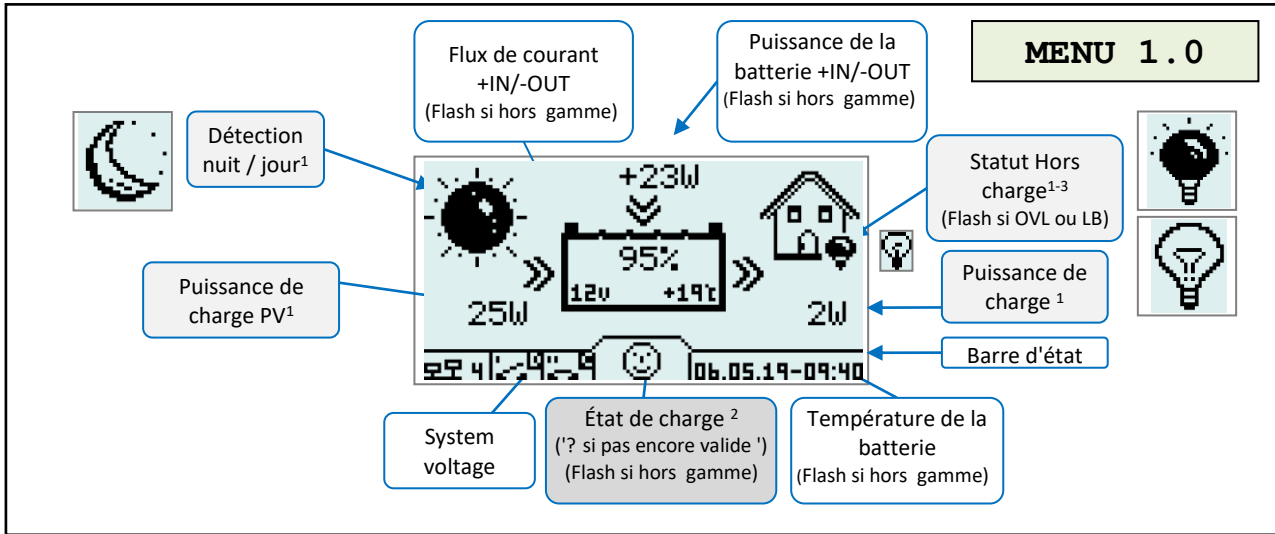 Flux de courant
+IN/-OUT
(Flash si hors gamme)
Puissance de la
batterie +IN/-OUT
(Flash si hors gamme)
MENU 1.0
Détection
nuit / jour¹
Statut Hors
charge¹⁻³
(Flash si OVL ou LB)
+23W
95%
12v +19℃
25W
2W
Puissance de
charge PV¹
Puissance de
charge ¹
Barre d'état
4
06.05.19-09:40
System
voltage
État de charge ²
('? si pas encore valide ')
(Flash si hors gamme)
Température de la
batterie
(Flash si hors gamme)